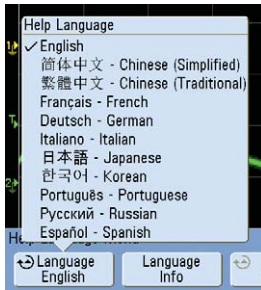 Help Language
✓ English
简体中文 - Chinese (Simplified)
繁體中文 - Chinese (Traditional)
Français - French
Deutsch - German
Italiano - Italian
日本語 - Japanese
한국어 - Korean
Português - Portuguese
Русский - Russian
Español - Spanish
Language
English
Language
Info